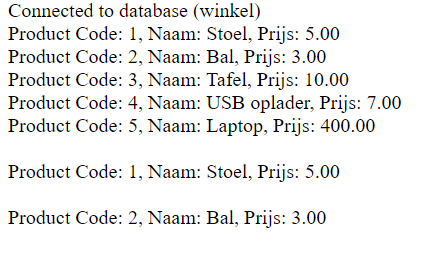 Connected to database (winkel)
Product Code: 1, Naam: Stoel, Prijs: 5.00
Product Code: 2, Naam: Bal, Prijs: 3.00
Product Code: 3, Naam: Tafel, Prijs: 10.00
Product Code: 4, Naam: USB oplader, Prijs: 7.00
Product Code: 5, Naam: Laptop, Prijs: 400.00
Product Code: 1, Naam: Stoel, Prijs: 5.00
Product Code: 2, Naam: Bal, Prijs: 3.00